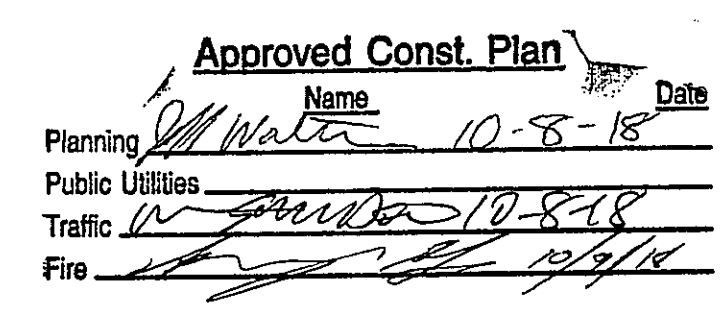 Approved Const. Plan
Name Date
Planning 10-8-18
Public Utilities
Traffic 10-8-18
Fire 10/9/18